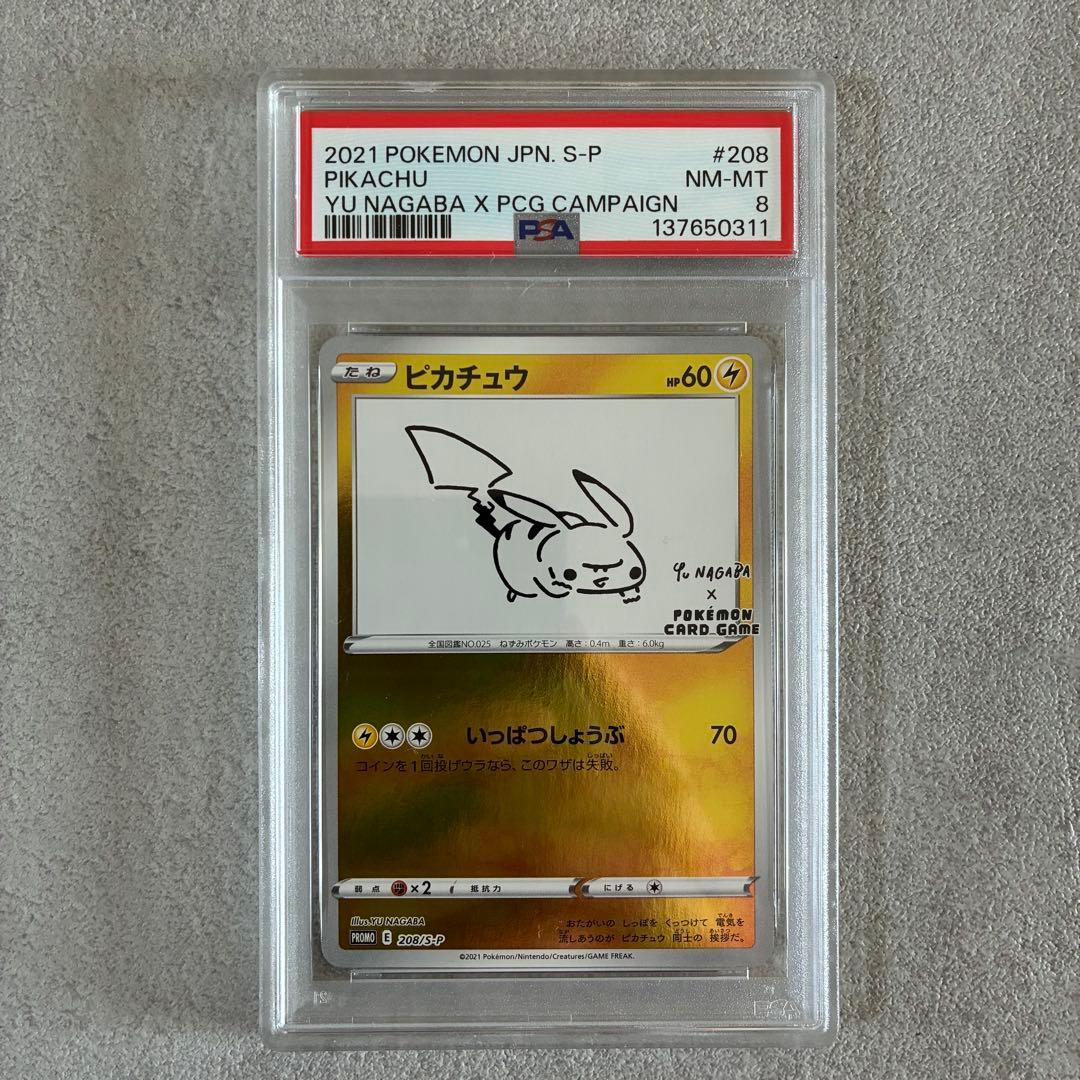 2021 POKEMON JPN. S-P #208
PIKACHU NM-MT
YU NAGABA X PCG CAMPAIGN 8
PSA 137650311
たね ピカチュウ HP60
Yu NAGABA
x
POKÉMON
CARD GAME
全国図鑑NO.025 ねずみポケモン 高さ:0.4m 重さ:6.0kg
いっぱつしょうぶ 70
コインを1回投げウラなら、このワザは失敗。
弱点 ×2 抵抗力 にげる
Illus.YU NAGABA
PROMO E 208/S-P
おたがいの しっぽを くっつけて 電気を
流しあうのが ピカチュウ 同士の 挨拶だ。
©2021 Pokémon/Nintendo/Creatures/GAME FREAK.
PSA